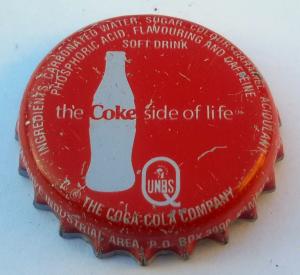 INGREDIENTS: CARBONATED WATER, SUGAR, COLOUR: CARAMEL, ACIDULANT
PHOSPHORIC ACID, FLAVOURING AND CAFFEINE
SOFT DRINK
the Coke side of life™
UNBS
THE COCA-COLA COMPANY
INDUSTRIAL AREA, P.O. BOX